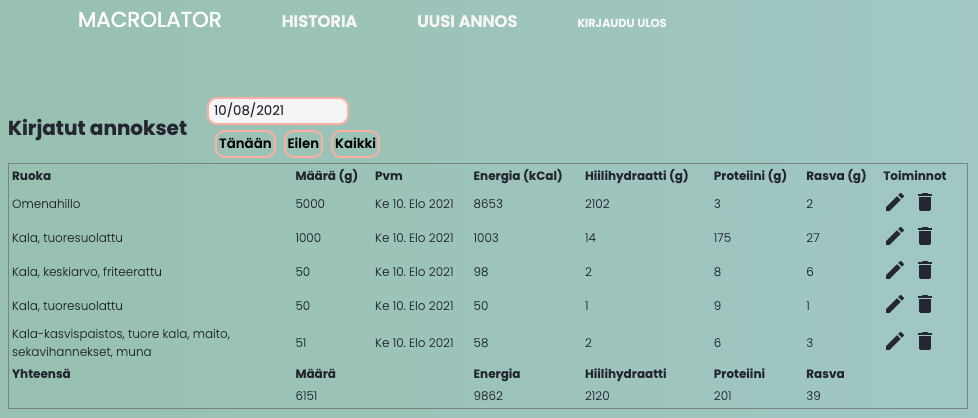 MACROLATOR HISTORIA UUSI ANNOS KIRJAUDU ULOS
10/08/2021
Kirjatut annokset
Tänään Eilen Kaikki
Ruoka Määrä (g) Pvm Energia (kCal) Hiilihydraatti (g) Proteiini (g) Rasva (g) Toiminnot
Omenahillo 5000 Ke 10. Elo 2021 8653 2102 3 2
Kala, tuoresuolattu 1000 Ke 10. Elo 2021 1003 14 175 27
Kala, keskiarvo, friteerattu 50 Ke 10. Elo 2021 98 2 8 6
Kala, tuoresuolattu 50 Ke 10. Elo 2021 50 1 9 1
Kala-kasvispaistos, tuore kala, maito,
sekavihannekset, muna 51 Ke 10. Elo 2021 58 2 6 3
Yhteensä Määrä Energia Hiilihydraatti Proteiini Rasva
6151 9862 2120 201 39